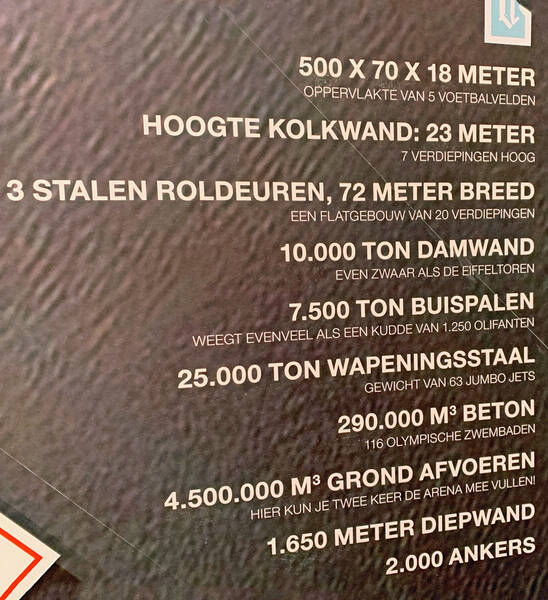 500 X 70 X 18 METER
OPPERVLAKTE VAN 5 VOETBALVELDEN
HOOGTE KOLKWAND: 23 METER
7 VERDIEPINGEN HOOG
3 STALEN ROLDEUREN, 72 METER BREED
EEN FLATGEBOUW VAN 20 VERDIEPINGEN
10.000 TON DAMWAND
EVEN ZWAAR ALS DE EIFFELTOREN
7.500 TON BUISPALEN
WEEGT EVENVEEL ALS EEN KUDDE VAN 1.250 OLIFANTEN
25.000 TON WAPENINGSSTAAL
GEWICHT VAN 63 JUMBO JETS
290.000 M³ BETON
116 OLYMPISCHE ZWEMBADEN
4.500.000 M³ GROND AFVOEREN
HIER KUN JE TWEE KEER DE ARENA MEE VULLEN!
1.650 METER DIEPWAND
2.000 ANKERS